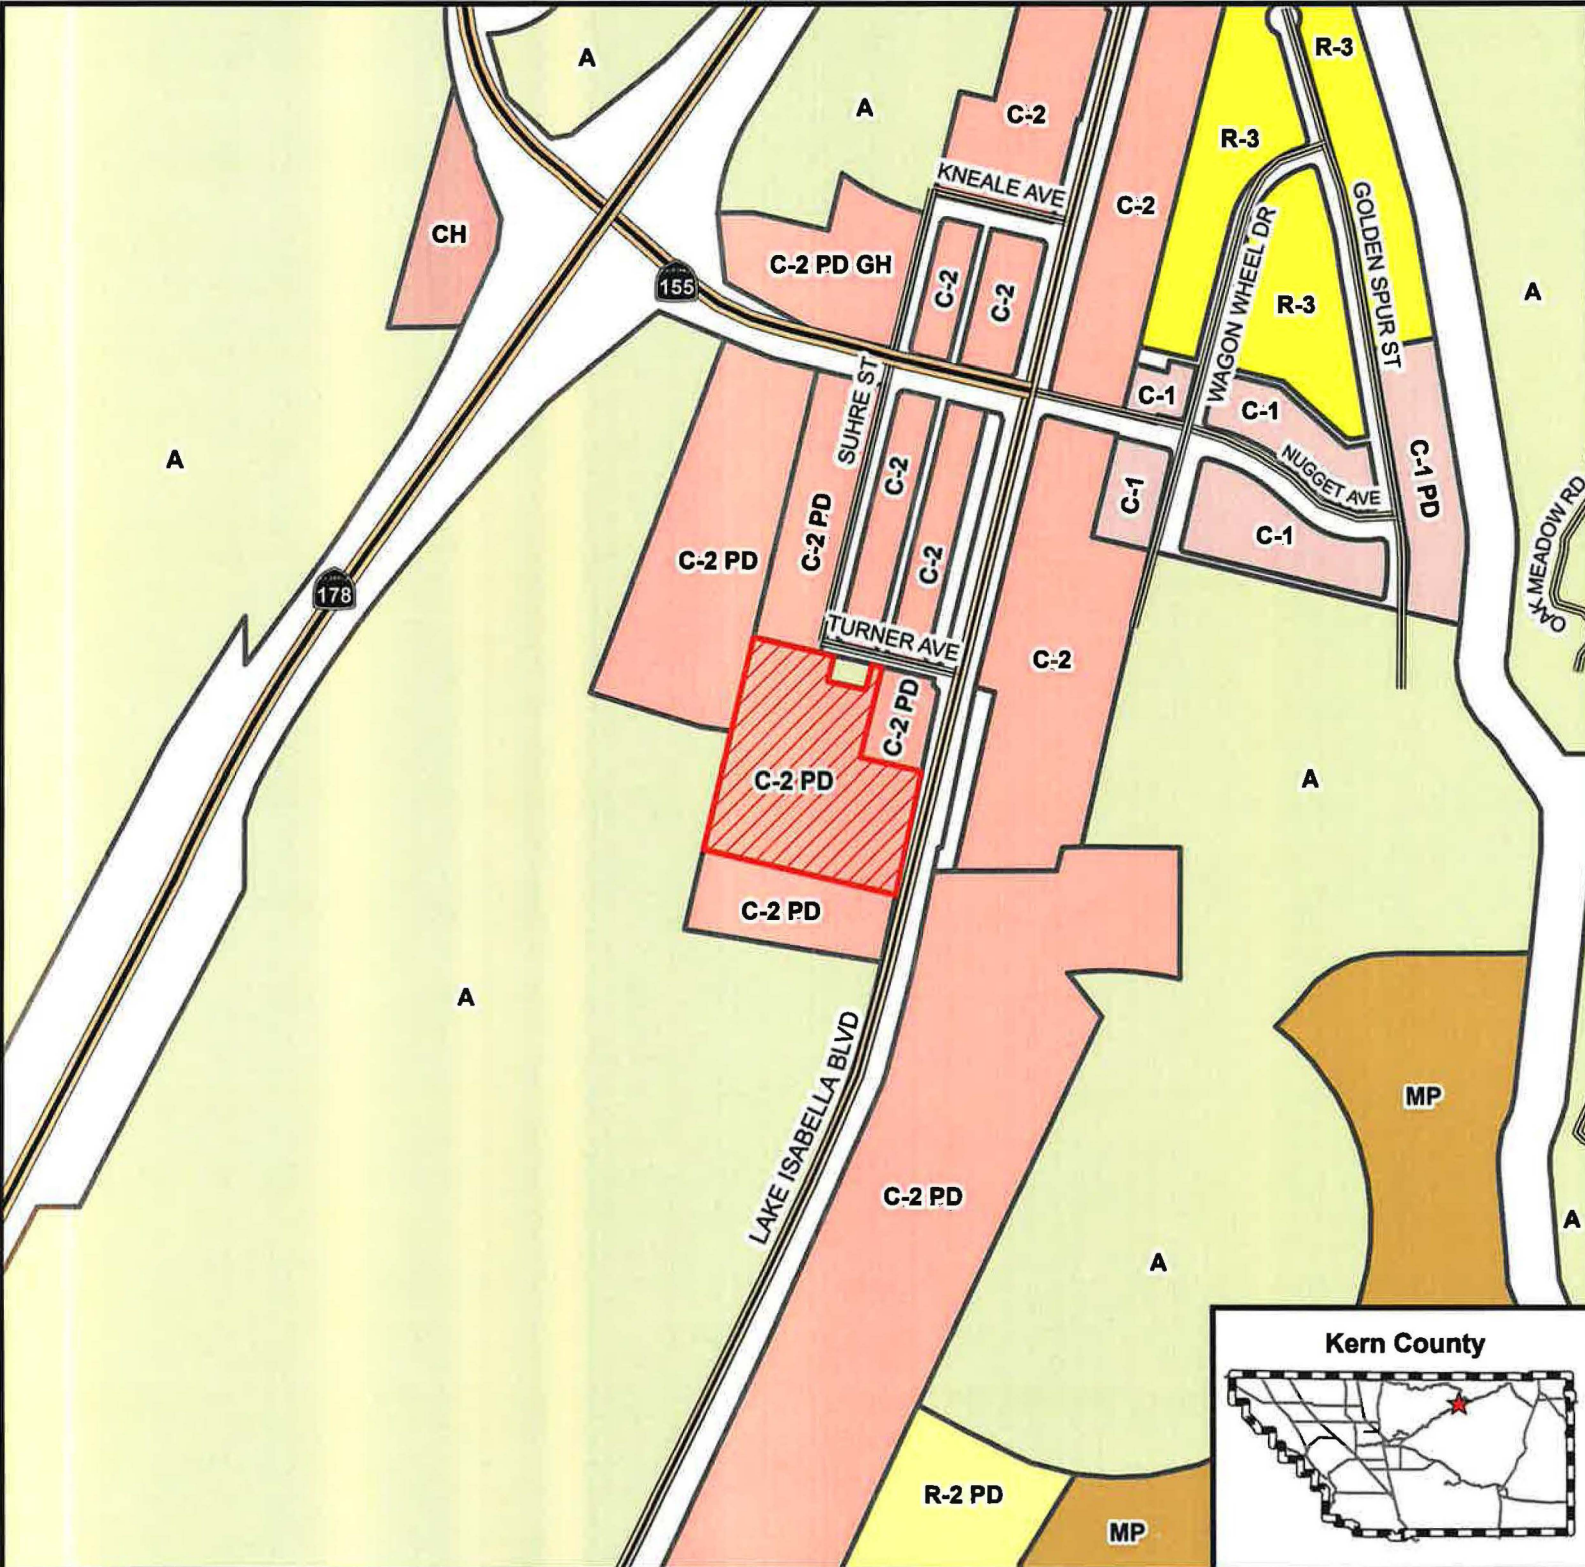 A
R-3
A
C-2
R-3
KNEALE AVE
C-2
GOLDEN SPUR ST
CH
WAGON WHEEL DR
C-2 PD GH
155
C-2
C-2
R-3
A
SUHRE ST
C-1
C-1
A
C-2
NUGGET AVE
C-1 PD
C-1
C-2 PD
C-2 PD
C-2
C-1
OAK MEADOW RD
178
TURNER AVE
C-2
C-2 PD
C-2 PD
A
C-2 PD
A
LAKE ISABELLA BLVD
MP
C-2 PD
A
A
Kern County
R-2 PD
MP